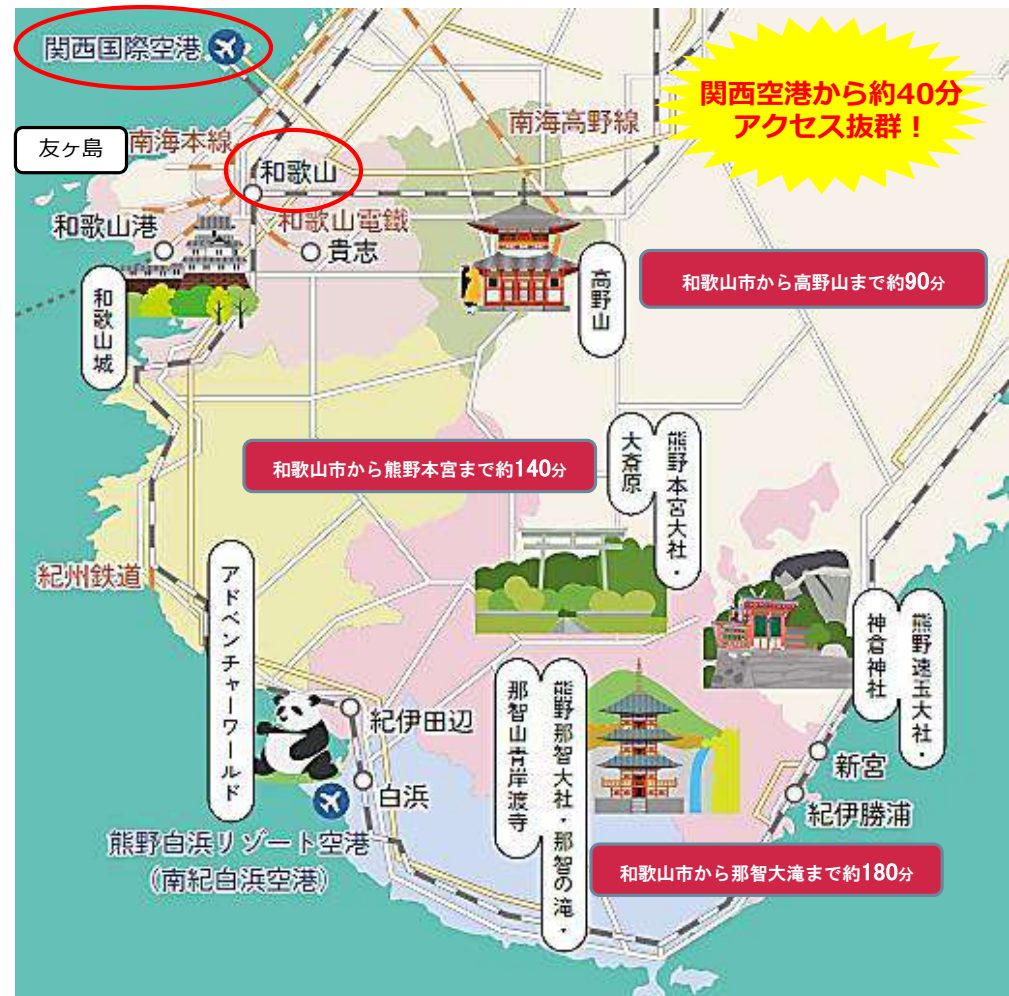 関西国際空港
関西空港から約40分
アクセス抜群！
南海高野線
南海本線
友ヶ島
和歌山
和歌山港
和歌山電鐵
貴志
和歌山城
高野山
和歌山市から高野山まで約90分
熊野本宮大社・
大斎原
和歌山市から熊野本宮まで約140分
紀州鉄道
アドベンチャーワールド
熊野速玉大社・
神倉神社
熊野那智大社・那智の滝・
那智山青岸渡寺
紀伊田辺
白浜
新宮
紀伊勝浦
熊野白浜リゾート空港
(南紀白浜空港)
和歌山市から那智大滝まで約180分